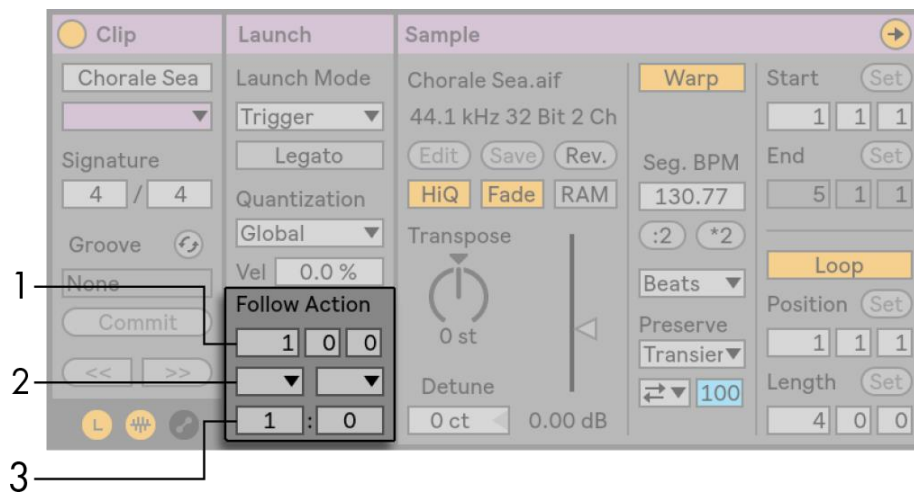 Clip
Chorale Sea
Signature
4 / 4
Groove
None
Commit
<< >>
L
Launch
Launch Mode
Trigger
Legato
Quantization
Global
Vel 0.0 %
Follow Action
1 0 0
1 : 0
Sample
Chorale Sea.aif
44.1 kHz 32 Bit 2 Ch
Edit Save Rev.
HiQ Fade RAM
Transpose
0 st
Detune
0 ct 0.00 dB
Warp
Seg. BPM
130.77
:2 *2
Beats
Preserve
Transier
100
Start Set
1 1 1
End Set
5 1 1
Loop
Position Set
1 1 1
Length Set
4 0 0
1
2
3